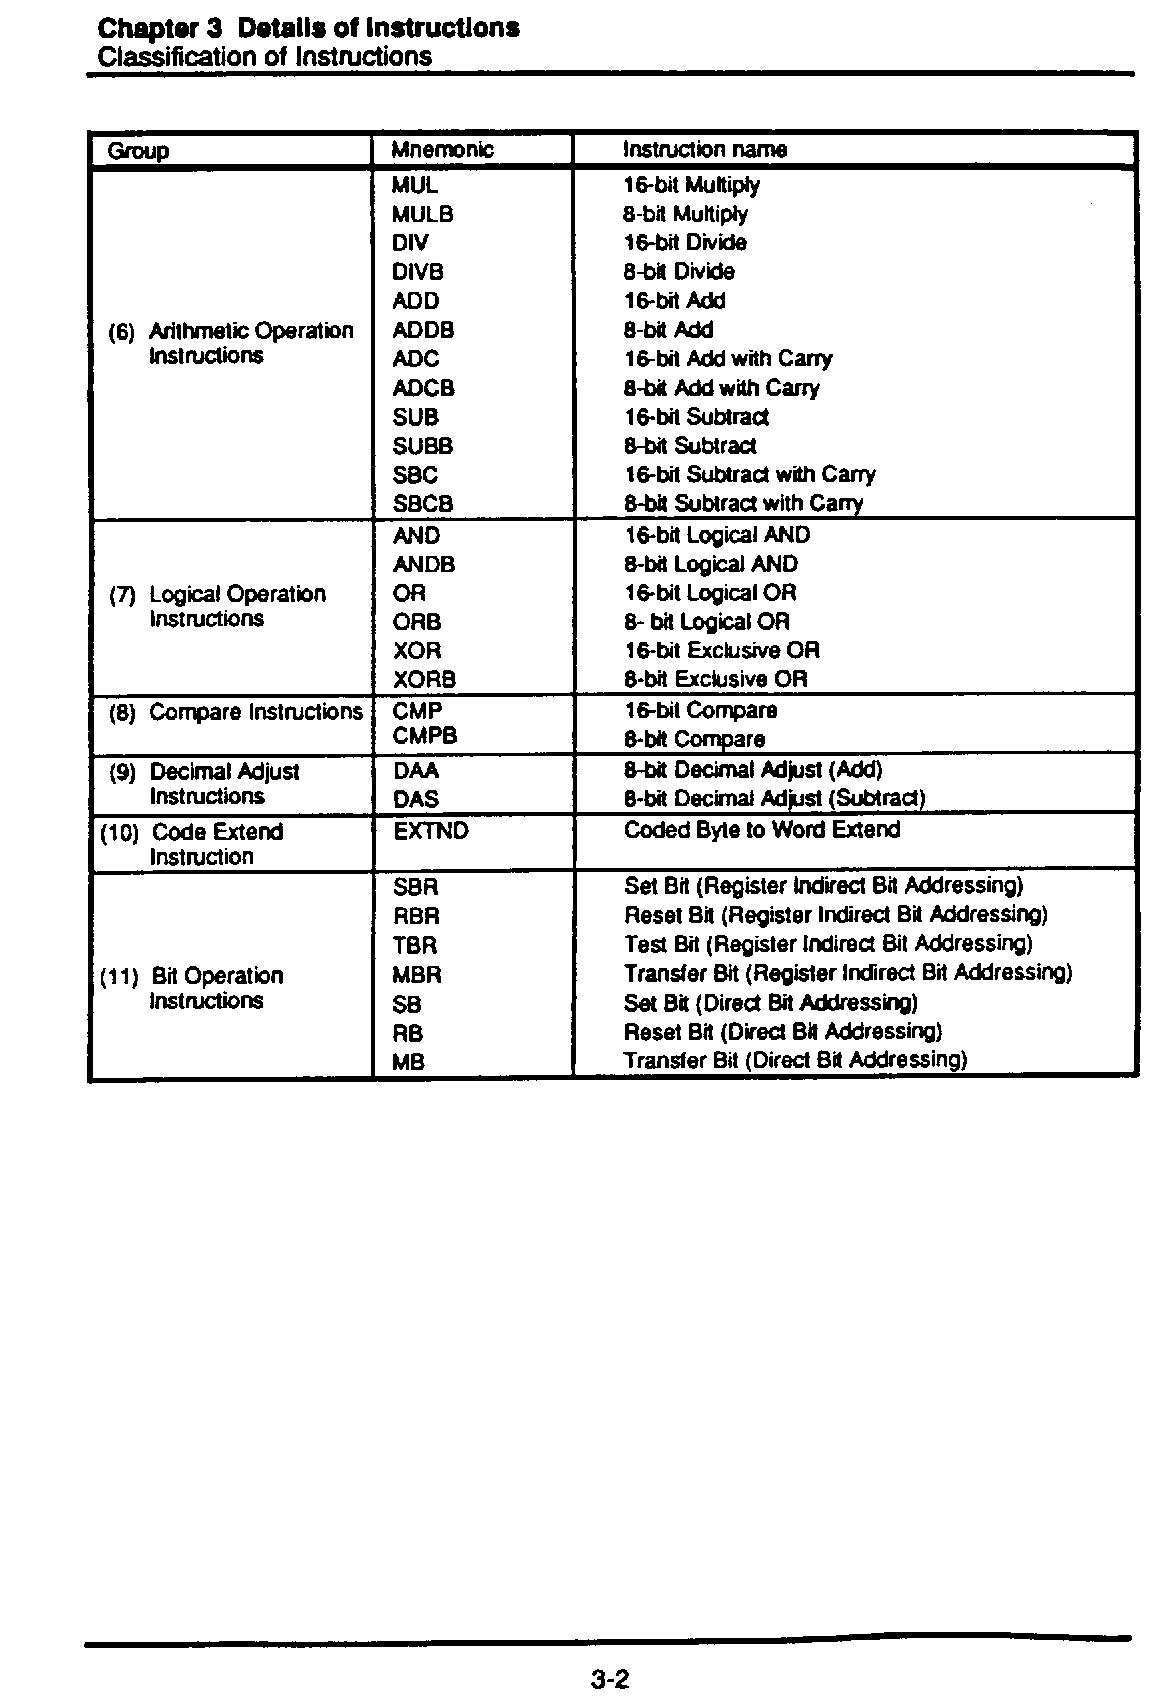 Chapter 3 Details of Instructions
Classification of Instructions
Group Mnemonic Instruction name
MUL 16-bit Multiply
MULB 8-bit Multiply
DIV 16-bit Divide
DIVB 8-bit Divide
ADD 16-bit Add
(6) Arithmetic Operation ADDB 8-bit Add
Instructions ADC 16-bit Add with Carry
ADCB 8-bit Add with Carry
SUB 16-bit Subtract
SUBB 8-bit Subtract
SBC 16-bit Subtract with Carry
SBCB 8-bit Subtract with Carry
AND 16-bit Logical AND
ANDB 8-bit Logical AND
(7) Logical Operation OR 16-bit Logical OR
Instructions ORB 8- bit Logical OR
XOR 16-bit Exclusive OR
XORB 8-bit Exclusive OR
(8) Compare Instructions CMP 16-bit Compare
CMPB 8-bit Compare
(9) Decimal Adjust DAA 8-bit Decimal Adjust (Add)
Instructions DAS 8-bit Decimal Adjust (Subtract)
(10) Code Extend EXTND Coded Byte to Word Extend
Instruction
SBR Set Bit (Register Indirect Bit Addressing)
RBR Reset Bit (Register Indirect Bit Addressing)
TBR Test Bit (Register Indirect Bit Addressing)
(11) Bit Operation MBR Transfer Bit (Register Indirect Bit Addressing)
Instructions SB Set Bit (Direct Bit Addressing)
RB Reset Bit (Direct Bit Addressing)
MB Transfer Bit (Direct Bit Addressing)
3-2